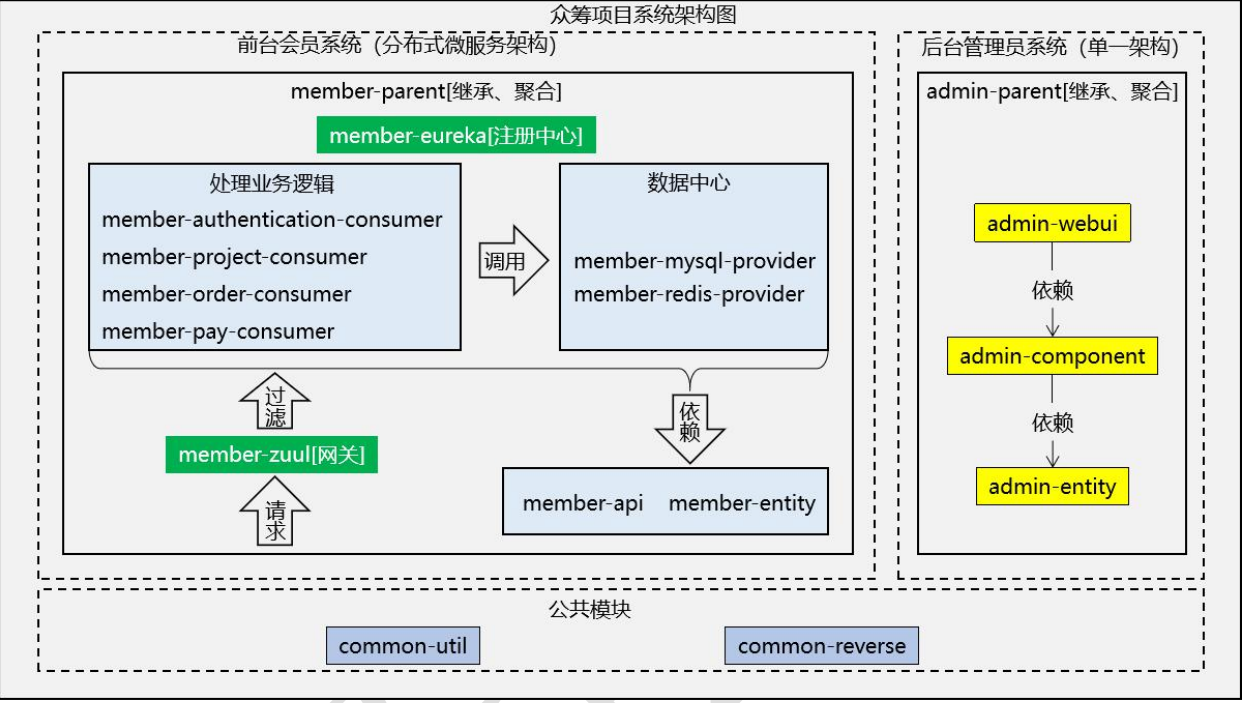 众筹项目系统架构图
前台会员系统（分布式微服务架构）
member-parent[继承、聚合]
member-eureka[注册中心]
处理业务逻辑
member-authentication-consumer
member-project-consumer
member-order-consumer
member-pay-consumer
调用
数据中心
member-mysql-provider
member-redis-provider
过滤
member-zuul[网关]
请求
依赖
member-api member-entity
后台管理员系统（单一架构）
admin-parent[继承、聚合]
admin-webui
依赖
admin-component
依赖
admin-entity
公共模块
common-util
common-reverse